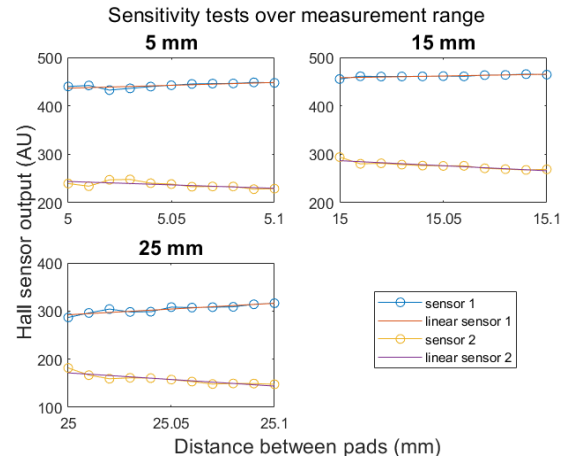 Sensitivity tests over measurement range
5 mm
500
400
300
200
5
5.05
5.1
15 mm
500
400
300
200
15
15.05
15.1
25 mm
400
300
200
100
25
25.05
25.1
Hall sensor output (AU)
Distance between pads (mm)
sensor 1
linear sensor 1
sensor 2
linear sensor 2